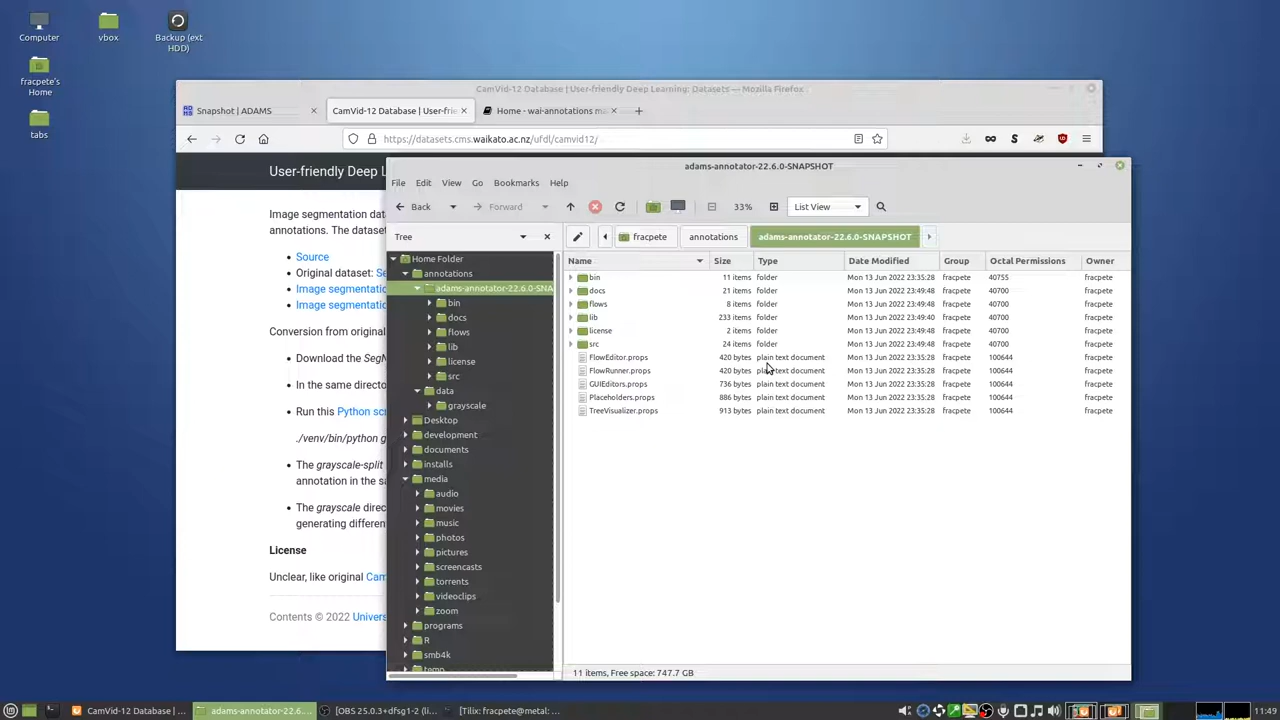 Computer
vbox
Backup (ext.
HDD)
fracpete's
Home
tabs
CamVid-12 Database | User-friendly Deep Learning: Datasets — Mozilla Firefox
Snapshot | ADAMS
CamVid-12 Database | User-frie
Home - wai-annotations ma
https://datasets.cms.waikato.ac.nz/ufdl/camvid12/
User-friendly Deep L
Image segmentation dat
annotations. The dataset
Source
Original dataset: Se
Image segmentatic
Image segmentatic
Conversion from original
Download the SegN
In the same director
Run this Python scr
./venv/bin/python g
The grayscale-split
annotation in the sa
The grayscale direc
generating differen
License
Unclear, like original Cam
Contents © 2022 Univers
adams-annotator-22.6.0-SNAPSHOT
File Edit View Go Bookmarks Help
Back Forward 33% List View
Tree
fracpete annotations adams-annotator-22.6.0-SNAPSHOT
Home Folder
annotations
adams-annotator-22.6.0-SNA
bin
docs
flows
lib
license
src
data
grayscale
Desktop
development
documents
installs
media
audio
movies
music
photos
pictures
screencasts
torrents
videoclips
zoom
programs
R
smb4k
temp
Name Size Type Date Modified Group Octal Permissions Owner
bin 11 items folder Mon 13 Jun 2022 23:35:28 fracpete 40755 fracpete
docs 21 items folder Mon 13 Jun 2022 23:49:48 fracpete 40700 fracpete
flows 8 items folder Mon 13 Jun 2022 23:49:48 fracpete 40700 fracpete
lib 233 items folder Mon 13 Jun 2022 23:49:40 fracpete 40700 fracpete
license 2 items folder Mon 13 Jun 2022 23:49:48 fracpete 40700 fracpete
src 24 items folder Mon 13 Jun 2022 23:49:48 fracpete 40700 fracpete
FlowEditor.props 420 bytes plain text document Mon 13 Jun 2022 23:35:28 fracpete 100644 fracpete
FlowRunner.props 420 bytes plain text document Mon 13 Jun 2022 23:35:28 fracpete 100644 fracpete
GUIEditors.props 736 bytes plain text document Mon 13 Jun 2022 23:35:28 fracpete 100644 fracpete
Placeholders.props 886 bytes plain text document Mon 13 Jun 2022 23:35:28 fracpete 100644 fracpete
TreeVisualizer.props 913 bytes plain text document Mon 13 Jun 2022 23:35:28 fracpete 100644 fracpete
11 items, Free space: 747.7 GB
CamVid-12 Database | ... adams-annotator-22.6.... [OBS 25.0.3+dfsg1-2 (li... [Tilix: fracpete@metal: ... 11:49